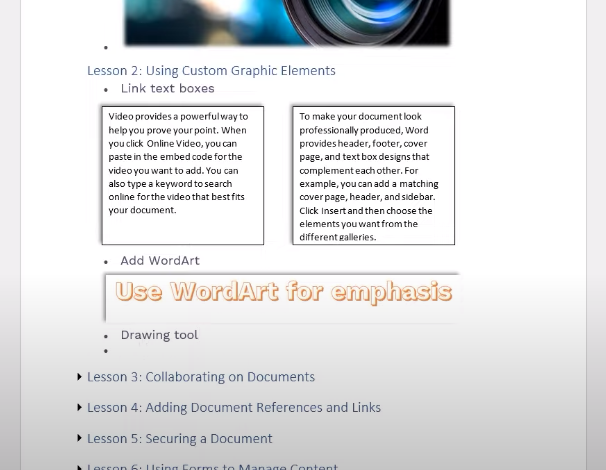 Lesson 2: Using Custom Graphic Elements
• Link text boxes
Video provides a powerful way to
help you prove your point. When
you click Online Video, you can
paste in the embed code for the
video you want to add. You can
also type a keyword to search
online for the video that best fits
your document.
To make your document look
professionally produced, Word
provides header, footer, cover
page, and text box designs that
complement each other. For
example, you can add a matching
cover page, header, and sidebar.
Click Insert and then choose the
elements you want from the
different galleries.
• Add WordArt
Use WordArt for emphasis
• Drawing tool
Lesson 3: Collaborating on Documents
Lesson 4: Adding Document References and Links
Lesson 5: Securing a Document
Lesson 6: Using Forms to Manage Content